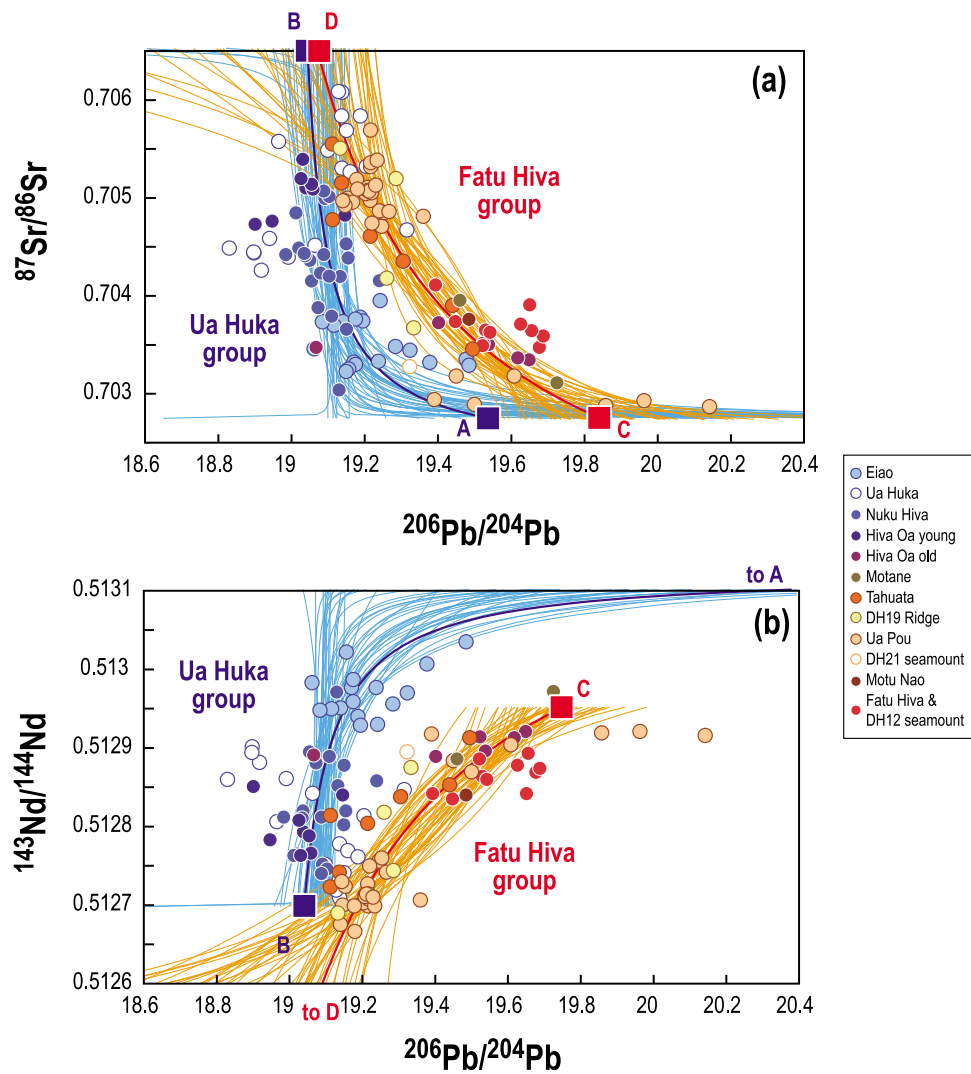 B D
(a)
0.706
0.705
0.704
0.703
87Sr/86Sr
Fatu Hiva
group
Ua Huka
group
A
C
18.6 18.8 19 19.2 19.4 19.6 19.8 20 20.2 20.4
206Pb/204Pb
Eiao
Ua Huka
Nuku Hiva
Hiva Oa young
Hiva Oa old
Motane
Tahuata
DH19 Ridge
Ua Pou
DH21 seamount
Motu Nao
Fatu Hiva &
DH12 seamount
to A
(b)
0.5131
0.513
0.5129
0.5128
0.5127
0.5126
143Nd/144Nd
Ua Huka
group
C
Fatu Hiva
group
B
to D
18.6 18.8 19 19.2 19.4 19.6 19.8 20 20.2 20.4
206Pb/204Pb